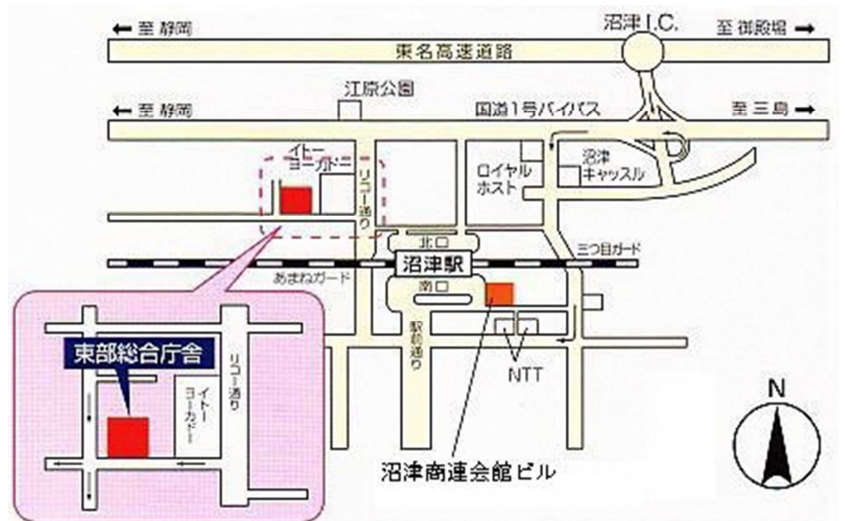 沼津I.C.
← 至 静岡
至 御殿場 →
東名高速道路
江原公園
← 至 静岡
国道1号バイパス
至 三島 →
イトー
ヨーカドー
リコー通り
ロイヤル
ホスト
沼津
キャッスル
北口
三つ目ガード
沼津駅
あまねガード
南口
駅前通り
NTT
沼津商連会館ビル
東部総合庁舎
リコー通り
イトー
ヨーカドー
N